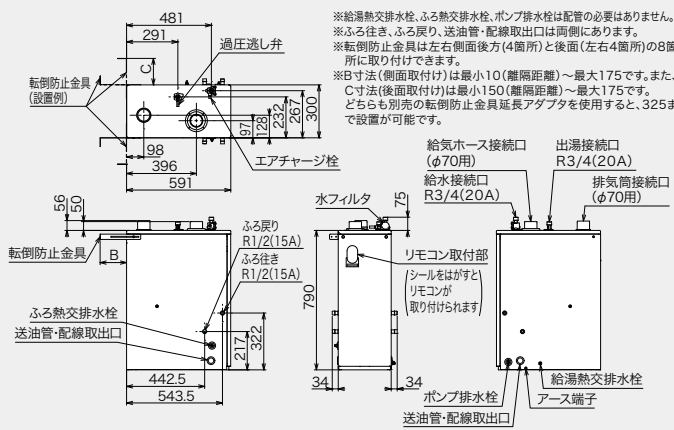 481
291
過圧逃し弁
C
転倒防止金具
(設置例)
98
396
591
97
128
232
267
300
エアチャージ栓
※給湯熱交排水栓、ふろ熱交排水栓、ポンプ排水栓は配管の必要はありません。
※ふろ往き、ふろ戻り、送油管・配線取出口は両側にあります。
※転倒防止金具は左右側面後方(4箇所)と後面(左右4箇所)の8箇
所に取り付けできます。
※B寸法(側面取付け)は最小10(離隔距離)～最大175です。また、
C寸法(後面取付け)は最小150(離隔距離)～最大175です。
どちらも別売の転倒防止金具延長アダプタを使用すると、325ま
で設置が可能です。
56
50
転倒防止金具
B
ふろ戻り
R1/2(15A)
ふろ往き
R1/2(15A)
ふろ熱交排水栓
送油管・配線取出口
217
322
442.5
543.5
水フィルタ
75
790
リモコン取付部
(シールをはがすと
リモコンが
取り付けられます)
34
34
給気ホース接続口
(φ70用)
給水接続口
R3/4(20A)
出湯接続口
R3/4(20A)
排気筒接続口
(φ70用)
ポンプ排水栓
送油管・配線取出口
給湯熱交排水栓
アース端子